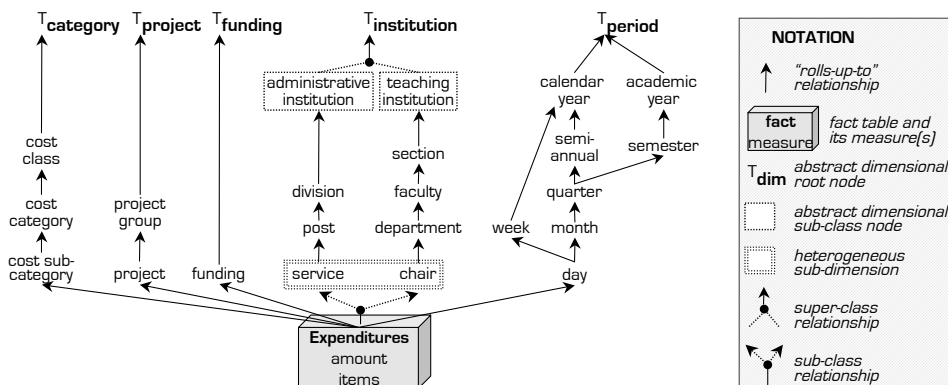 Tcategory Tproject Tfunding Tinstitution Tperiod
administrative institution
teaching institution
calendar year
academic year
cost class
section
semi-annual
semester
division
faculty
quarter
cost category
project group
post
department
week
month
cost sub-category
project
funding
service
chair
day
Expenditures
amount
items
NOTATION
"rolls-up-to" relationship
fact
measure
fact table and
its measure(s)
Tdim
abstract dimensional
root node
abstract dimensional
sub-class node
heterogeneous
sub-dimension
super-class
relationship
sub-class
relationship